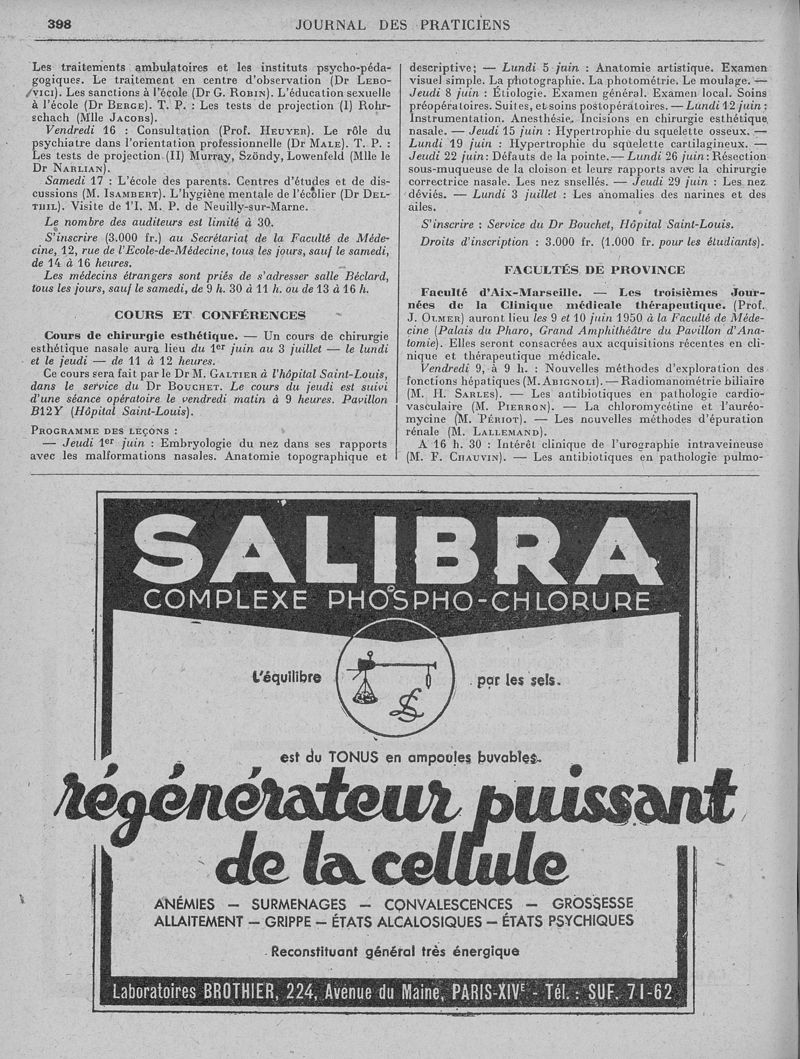 398
JOURNAL DES PRATICIENS
Les traitements ambulatoires et les instituts psycho-péda-
gogiques. Le traitement en centre d'observation (Dr Lebo-
vici). Les sanctions à l'école (Dr G. Robin). L'éducation sexuelle
à l'école (Dr Berge). T. P. : Les tests de projection (I) Rohr-
schach (Mlle Jacobs).
Vendredi 16 : Consultation (Prof. Heuyer). Le rôle du
psychiatre dans l'orientation professionnelle (Dr Male). T. P. :
Les tests de projection (II) Murray, Szöndy, Lowenfeld (Mlle le
Dr Narlian).
Samedi 17 : L'école des parents. Centres d'études et de dis-
cussions (M. Isambert). L'hygiène mentale de l'écolier (Dr Del-
thil). Visite de l'I. M. P. de Neuilly-sur-Marne.
Le nombre des auditeurs est limité à 30.
S'inscrire (3.000 fr.) au Secrétariat de la Faculté de Méde-
cine, 12, rue de l'Ecole-de-Médecine, tous les jours, sauf le samedi,
de 14 à 16 heures.
Les médecins étrangers sont priés de s'adresser salle Béclard,
tous les jours, sauf le samedi, de 9 h. 30 à 11 h. ou de 13 à 16 h.
COURS ET CONFÉRENCES
Cours de chirurgie esthétique. — Un cours de chirurgie
esthétique nasale aura lieu du 1er juin au 3 juillet — le lundi
et le jeudi — de 11 à 12 heures.
Ce cours sera fait par le Dr M. Galtier à l'hôpital Saint-Louis,
dans le service du Dr Bouchet. Le cours du jeudi est suivi
d'une séance opératoire le vendredi matin à 9 heures. Pavillon
B12Y (Hôpital Saint-Louis).
Programme des leçons :
— Jeudi 1er juin : Embryologie du nez dans ses rapports
avec les malformations nasales. Anatomie topographique et
descriptive; — Lundi 5 juin : Anatomie artistique. Examen
visuel simple. La photographie. La photométrie. Le moulage. —
Jeudi 8 juin : Étiologie. Examen général. Examen local. Soins
préopératoires. Suites, et soins postopératoires. — Lundi 12 juin :
Instrumentation. Anesthésie. Incisions en chirurgie esthétique
nasale. — Jeudi 15 juin : Hypertrophie du squelette osseux. —
Lundi 19 juin : Hypertrophie du squelette cartilagineux. —
Jeudi 22 juin : Défauts de la pointe. — Lundi 26 juin : Résection
sous-muqueuse de la cloison et leurs rapports avec la chirurgie
correctrice nasale. Les nez snsellés. — Jeudi 29 juin : Les nez
déviés. — Lundi 3 juillet : Les anomalies des narines et des
ailes.
S'inscrire : Service du Dr Bouchet, Hôpital Saint-Louis.
Droits d'inscription : 3.000 fr. (1.000 fr. pour les étudiants).
FACULTÉS DE PROVINCE
Faculté d'Aix-Marseille. — Les troisièmes Jour-
nées de la Clinique médicale thérapeutique. (Prof.
J. Olmer) auront lieu les 9 et 10 juin 1950 à la Faculté de Méde-
cine (Palais du Pharo, Grand Amphithéâtre du Pavillon d'Ana-
tomie). Elles seront consacrées aux acquisitions récentes en cli-
nique et thérapeutique médicale.
Vendredi 9, à 9 h. : Nouvelles méthodes d'exploration des
fonctions hépatiques (M. Abignoli). — Radiomanométrie biliaire
(M. H. Sarles). — Les antibiotiques en pathologie cardio-
vasculaire (M. Pierron). — La chloromycétine et l'auréo-
mycine (M. Périot). — Les nouvelles méthodes d'épuration
rénale (M. Lallemand).
A 16 h. 30 : Intérêt clinique de l'urographie intraveineuse
(M. F. Chauvin). — Les antibiotiques en pathologie pulmo-
SALIBRA
COMPLEXE PHOSPHO-CHLORURE
L'équilibre
par les sels.
est du TONUS en ampoules buvables.
régénérateur puissant
de la cellule
ANÉMIES — SURMENAGES — CONVALESCENCES — GROSSESSE
ALLAITEMENT — GRIPPE — ÉTATS ALCALOSIQUES — ÉTATS PSYCHIQUES
Reconstituant général très énergique
Laboratoires BROTHIER, 224, Avenue du Maine, PARIS-XIVE - Tél. : SUF. 71-62